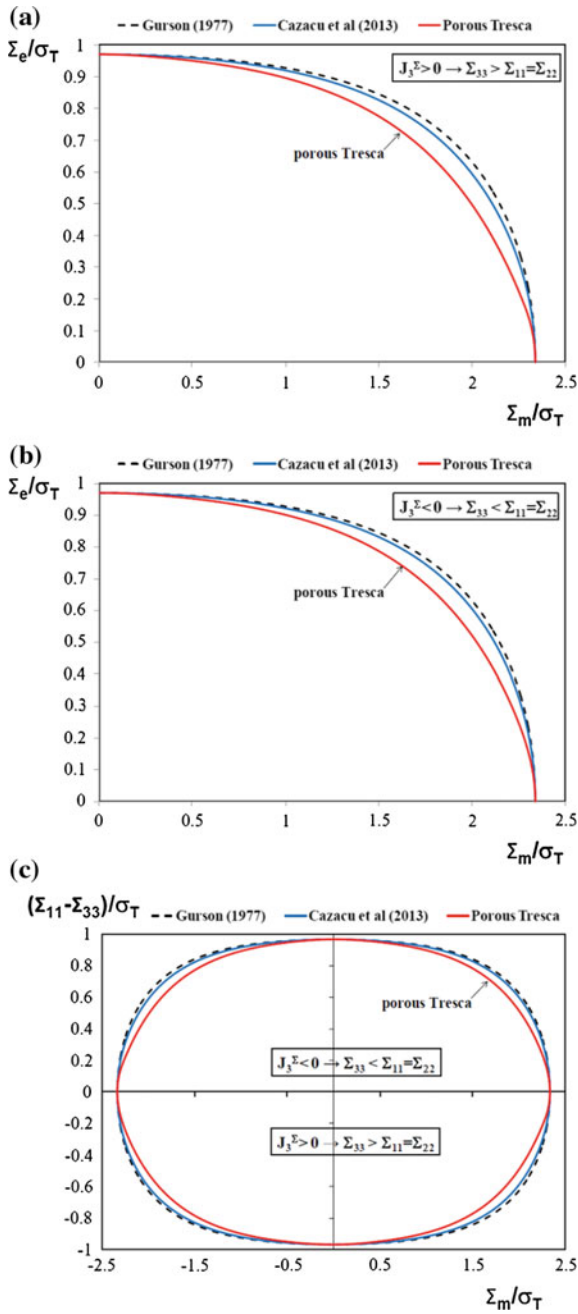 (a)
Gurson (1977) Cazacu et al (2013) Porous Tresca
Σe/σT
J3^Σ>0 → Σ33 > Σ11=Σ22
porous Tresca
1
0.9
0.8
0.7
0.6
0.5
0.4
0.3
0.2
0.1
0
0 0.5 1 1.5 2 2.5
Σm/σT
(b)
Gurson (1977) Cazacu et al (2013) Porous Tresca
Σe/σT
J3^Σ<0 → Σ33 < Σ11=Σ22
porous Tresca
1
0.9
0.8
0.7
0.6
0.5
0.4
0.3
0.2
0.1
0
0 0.5 1 1.5 2 2.5
Σm/σT
(c)
(Σ11-Σ33)/σT Gurson (1977) Cazacu et al (2013) Porous Tresca
porous Tresca
J3^Σ<0 → Σ33 < Σ11=Σ22
J3^Σ>0 → Σ33 > Σ11=Σ22
1
0.8
0.6
0.4
0.2
0
-0.2
-0.4
-0.6
-0.8
-1
-2.5 -1.5 -0.5 0.5 1.5 2.5
Σm/σT